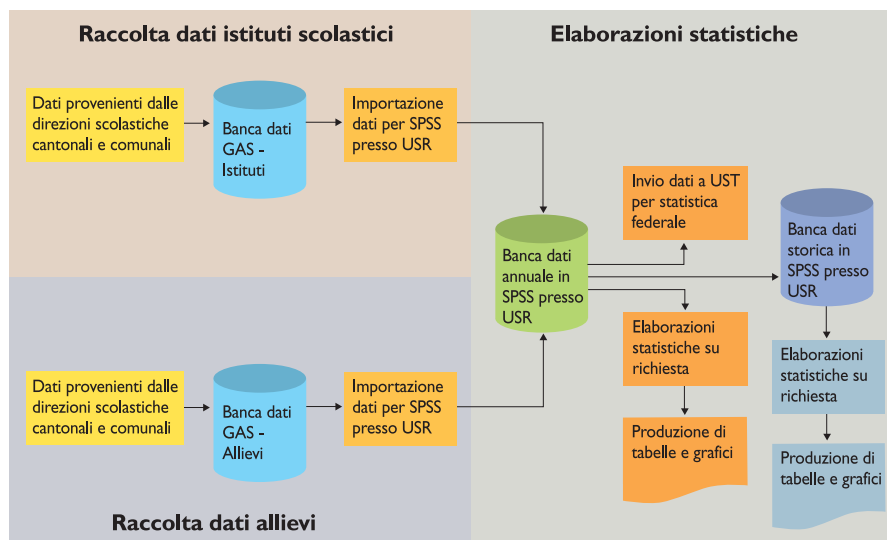 Raccolta dati istituti scolastici
Dati provenienti dalle
direzioni scolastiche
cantonali e comunali
Banca dati
GAS -
Istituti
Importazione
dati per SPSS
presso USR
Dati provenienti dalle
direzioni scolastiche
cantonali e comunali
Banca dati
GAS -
Allievi
Importazione
dati per SPSS
presso USR
Raccolta dati allievi
Elaborazioni statistiche
Banca dati
annuale in
SPSS presso
USR
Invio dati a UST
per statistica
federale
Banca dati
storica in
SPSS presso
USR
Elaborazioni
statistiche su
richiesta
Produzione di
tabelle e grafici
Elaborazioni
statistiche su
richiesta
Produzione di
tabelle e grafici